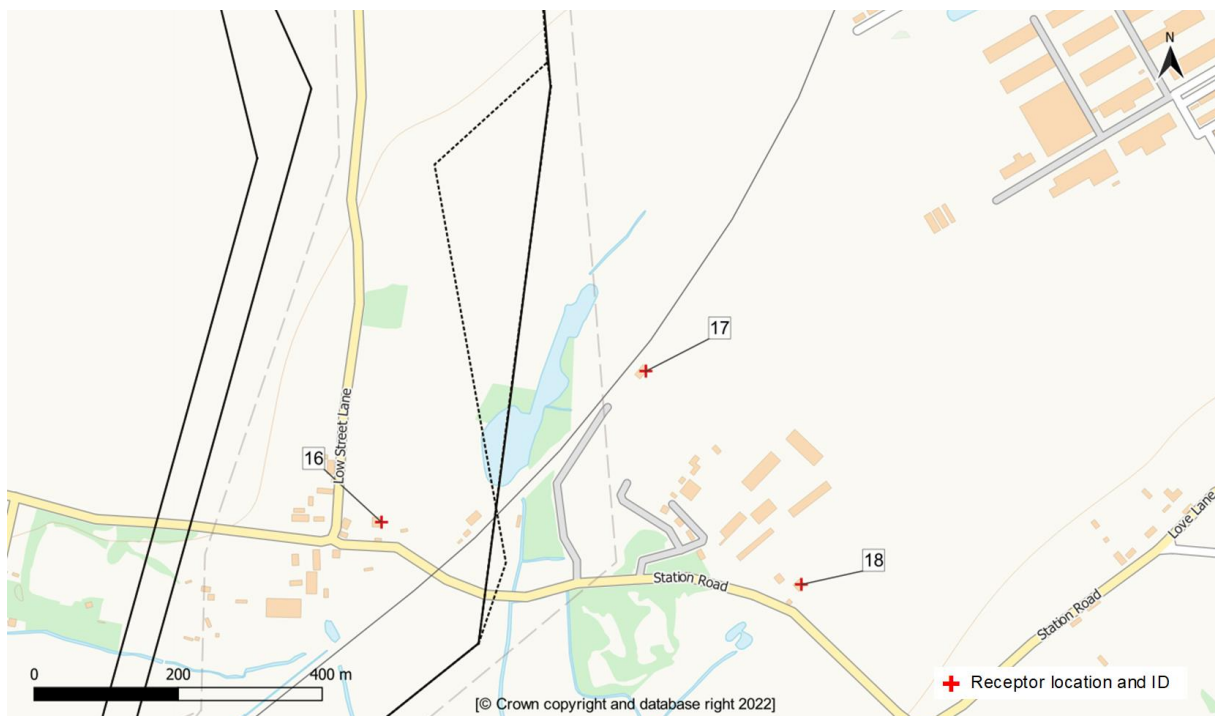 N
17
Low Street Lane
16
Love Lane
18
Station Road
Station Road
0 200 400 m
Receptor location and ID
[© Crown copyright and database right 2022]